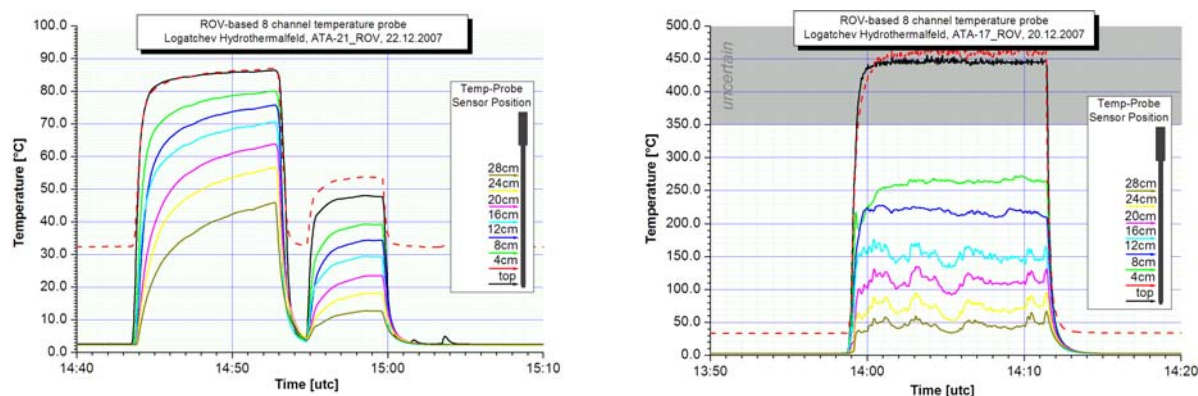 ROV-based 8 channel temperature probe
Logatchev Hydrothermalfeld, ATA-21_ROV, 22.12.2007
100.0
90.0
80.0
70.0
60.0
50.0
40.0
30.0
20.0
10.0
0.0
Temperature [°C]
Temp-Probe
Sensor Position
28cm
24cm
20cm
16cm
12cm
8cm
4cm
top
14:40
14:50
15:00
15:10
Time [utc]
ROV-based 8 channel temperature probe
Logatchev Hydrothermalfeld, ATA-17_ROV, 20.12.2007
500.0
450.0
400.0
350.0
300.0
250.0
200.0
150.0
100.0
50.0
0.0
Temperature [°C]
uncertain
Temp-Probe
Sensor Position
28cm
24cm
20cm
16cm
12cm
8cm
4cm
top
13:50
14:00
14:10
14:20
Time [utc]